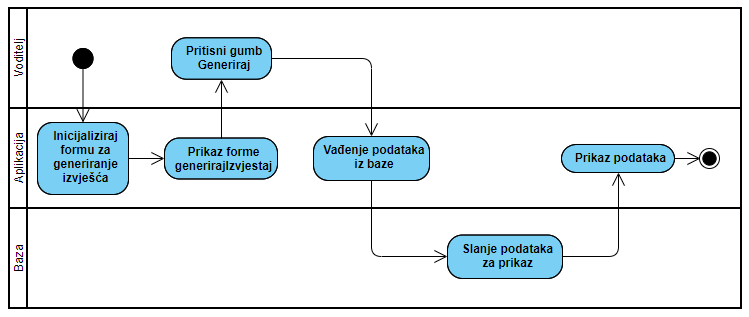 Voditelj
Pritisni gumb
Generiraj
Aplikacija
Inicijaliziraj
formu za
generiranje
izvješća
Prikaz forme
generirajIzvjestaj
Vađenje podataka
iz baze
Prikaz podataka
Baza
Slanje podataka
za prikaz